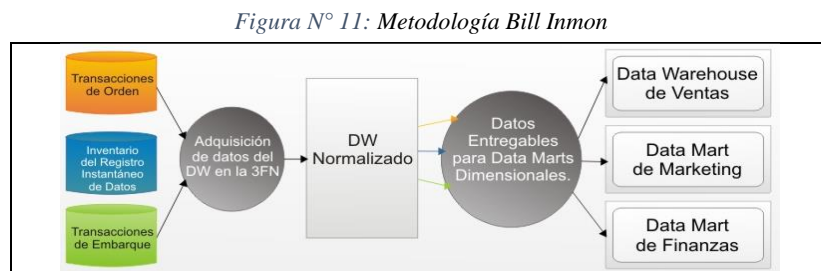 Figura N° 11: Metodología Bill Inmon
Transacciones
de Orden
Inventario
del Registro
Instantáneo
de Datos
Transacciones
de Embarque
Adquisición
de datos del
DW en la 3FN
DW
Normalizado
Datos
Entregables
para Data Marts
Dimensionales.
Data Warehouse
de Ventas
Data Mart
de Marketing
Data Mart
de Finanzas